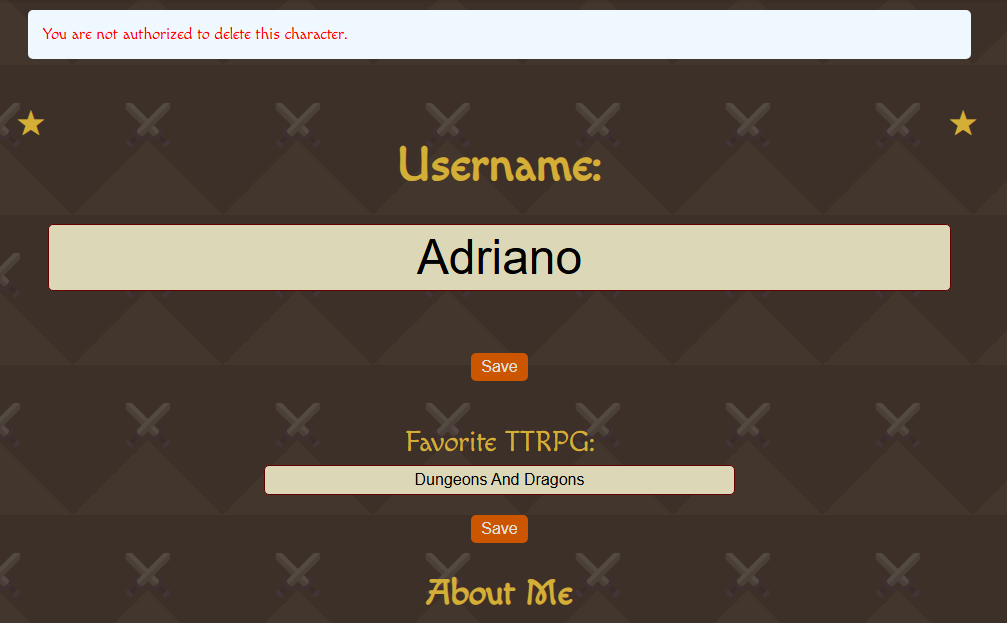 You are not authorized to delete this character.
Username:
Adriano
Save
Favorite TTRPG:
Dungeons And Dragons
Save
About Me